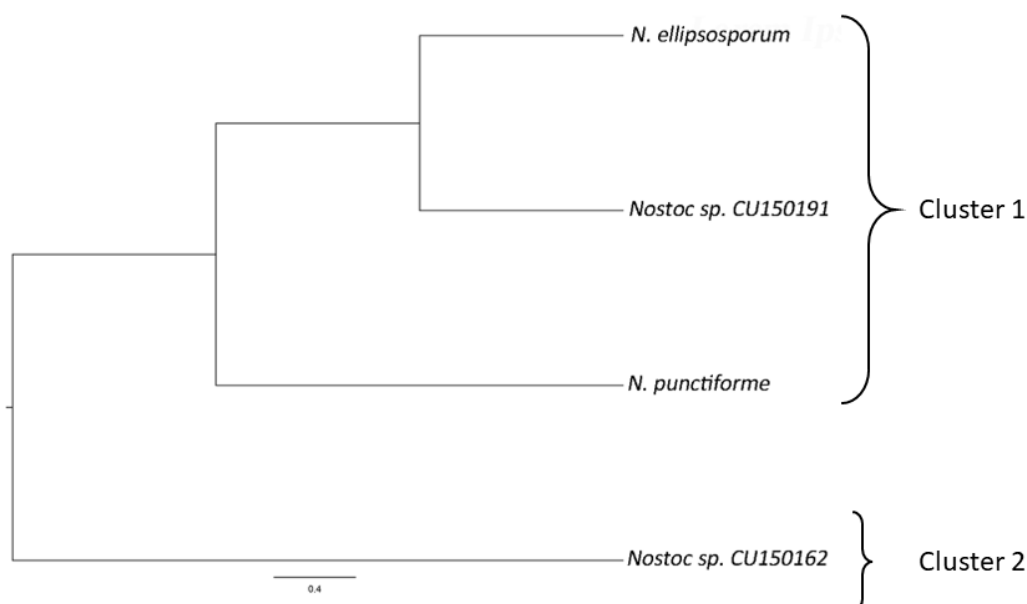 N. ellipsosporum
Nostoc sp. CU150191
Cluster 1
N. punctiforme
Nostoc sp. CU150162
Cluster 2
0.4